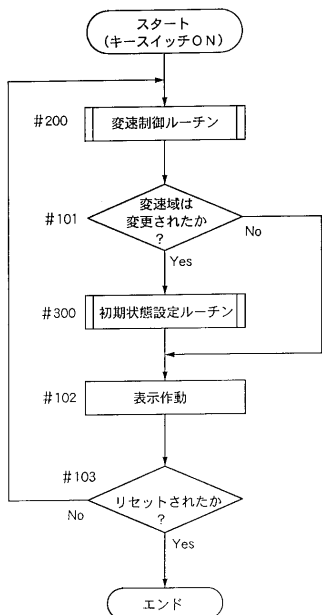 スタート
(キースイッチON)
#200
変速制御ルーチン
変速域は
変更されたか
?
#101
No
Yes
#300
初期状態設定ルーチン
#102
表示作動
#103
リセットされたか
?
No
Yes
エンド